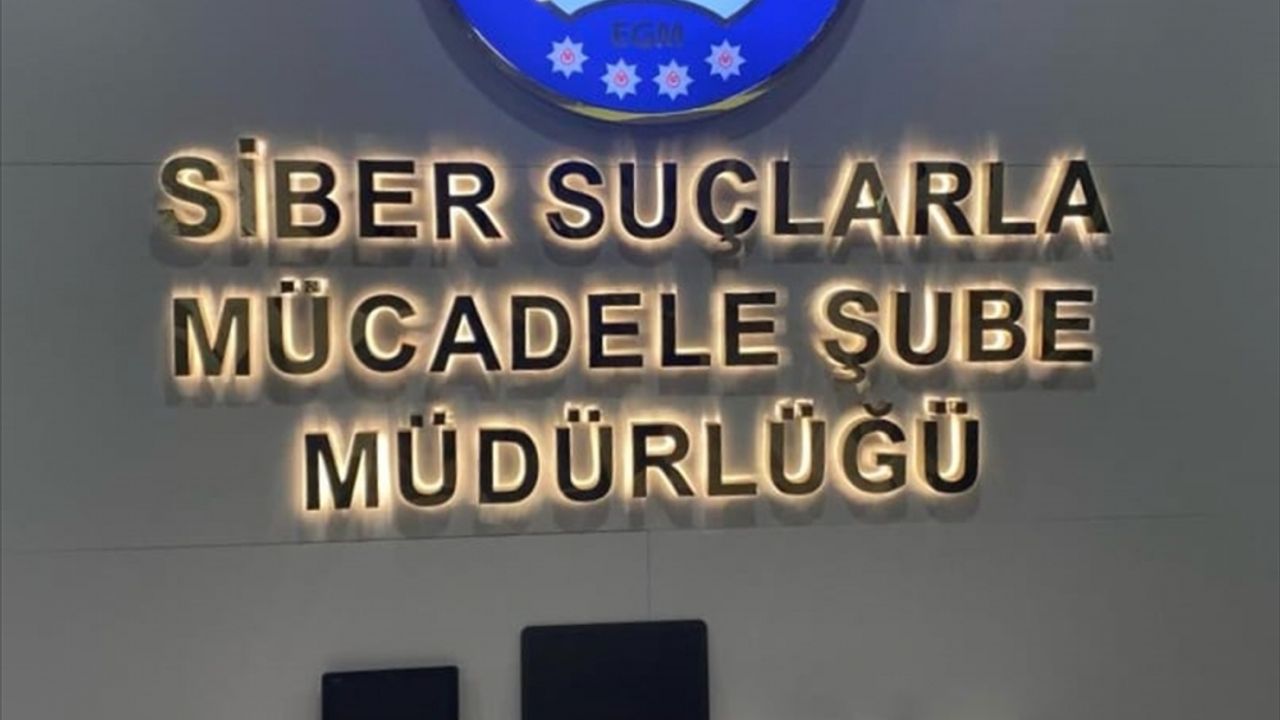 EGM
SİBER SUÇLARLA
MÜCADELE ŞUBE
MÜDÜRLÜĞÜ